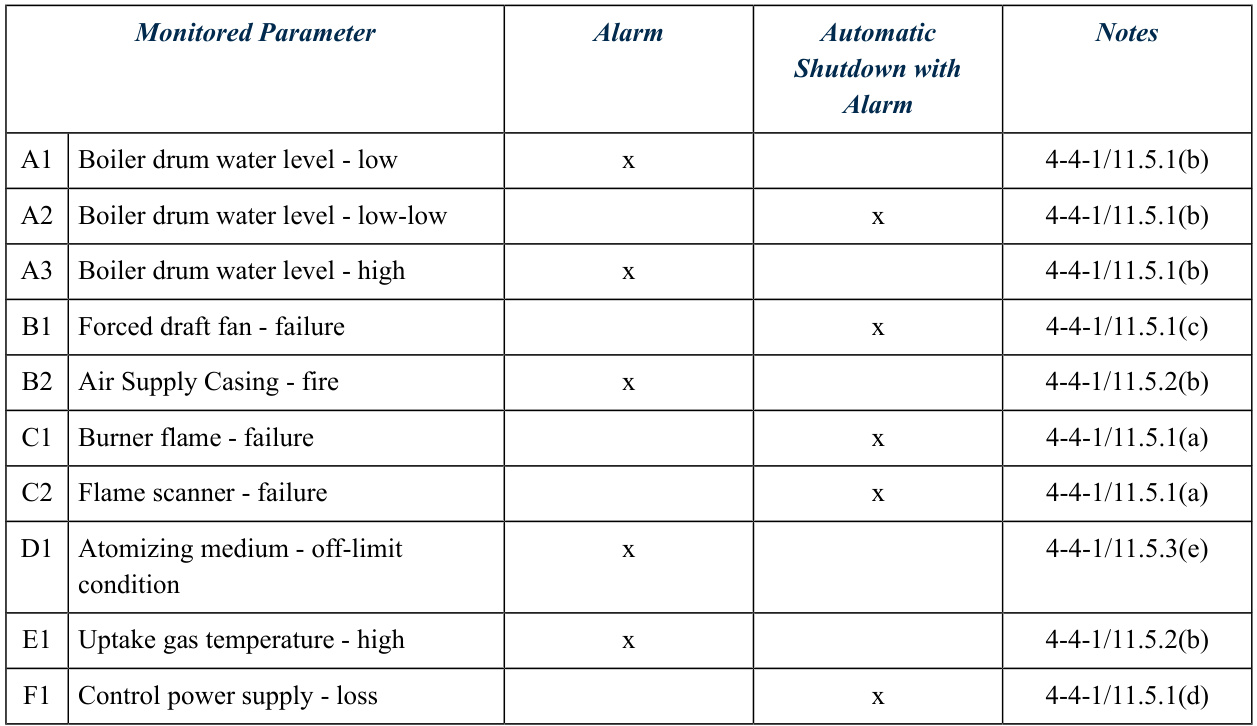 Monitored Parameter Alarm Automatic Shutdown with Alarm Notes
A1 Boiler drum water level - low x 4-4-1/11.5.1(b)
A2 Boiler drum water level - low-low x 4-4-1/11.5.1(b)
A3 Boiler drum water level - high x 4-4-1/11.5.1(b)
B1 Forced draft fan - failure x 4-4-1/11.5.1(c)
B2 Air Supply Casing - fire x 4-4-1/11.5.2(b)
C1 Burner flame - failure x 4-4-1/11.5.1(a)
C2 Flame scanner - failure x 4-4-1/11.5.1(a)
D1 Atomizing medium - off-limit condition x 4-4-1/11.5.3(e)
E1 Uptake gas temperature - high x 4-4-1/11.5.2(b)
F1 Control power supply - loss x 4-4-1/11.5.1(d)